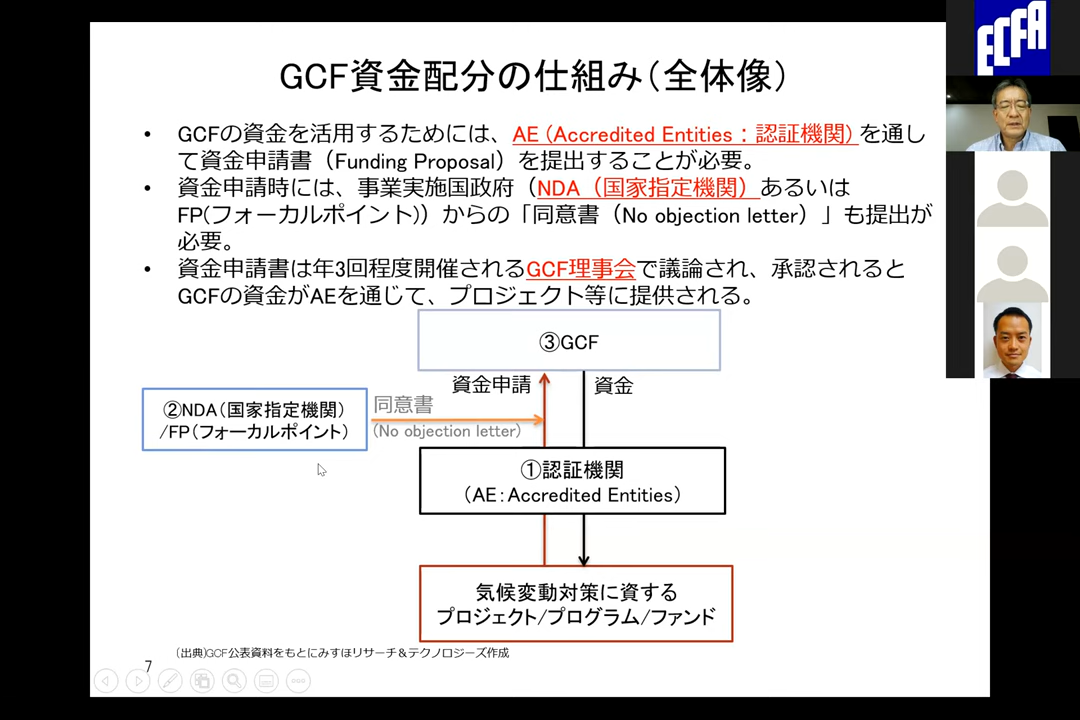 ECFA
GCF資金配分の仕組み（全体像）
• GCFの資金を活用するためには、AE (Accredited Entities：認証機関) を通し
て資金申請書（Funding Proposal）を提出することが必要。
• 資金申請時には、事業実施国政府（NDA（国家指定機関）あるいは
FP(フォーカルポイント)）からの「同意書（No objection letter）」も提出が
必要。
• 資金申請書は年3回程度開催されるGCF理事会で議論され、承認されると
GCFの資金がAEを通じて、プロジェクト等に提供される。
③GCF
資金申請
資金
②NDA（国家指定機関）
/FP（フォーカルポイント）
同意書
(No objection letter)
①認証機関
（AE：Accredited Entities）
気候変動対策に資する
プロジェクト/プログラム/ファンド
（出典)GCF公表資料をもとにみずほリサーチ＆テクノロジーズ作成
7